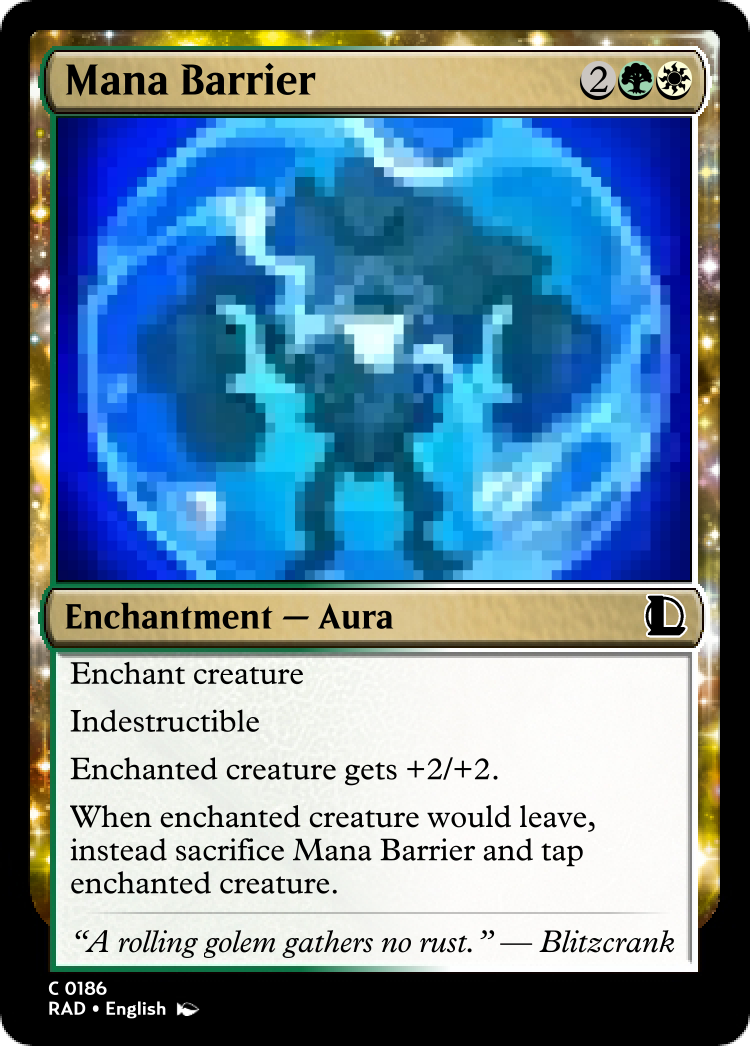 Mana Barrier 2
Enchantment — Aura
Enchant creature
Indestructible
Enchanted creature gets +2/+2.
When enchanted creature would leave,
instead sacrifice Mana Barrier and tap
enchanted creature.
“A rolling golem gathers no rust.” — Blitzcrank
C 0186
RAD • English